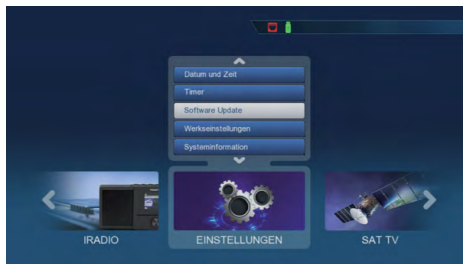 Datum und Zeit
Timer
Software Update
Werkseinstellungen
Systeminformation
IRADIO
EINSTELLUNGEN
SAT TV